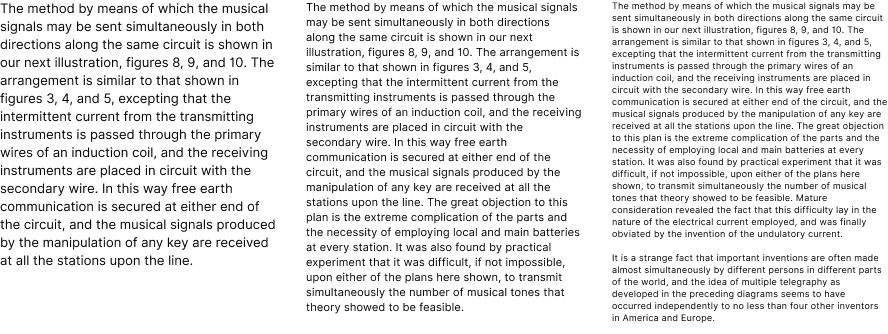 The method by means of which the musical
signals may be sent simultaneously in both
directions along the same circuit is shown in
our next illustration, figures 8, 9, and 10. The
arrangement is similar to that shown in
figures 3, 4, and 5, excepting that the
intermittent current from the transmitting
instruments is passed through the primary
wires of an induction coil, and the receiving
instruments are placed in circuit with the
secondary wire. In this way free earth
communication is secured at either end of
the circuit, and the musical signals produced
by the manipulation of any key are received
at all the stations upon the line.
The method by means of which the musical signals
may be sent simultaneously in both directions
along the same circuit is shown in our next
illustration, figures 8, 9, and 10. The arrangement is
similar to that shown in figures 3, 4, and 5,
excepting that the intermittent current from the
transmitting instruments is passed through the
primary wires of an induction coil, and the receiving
instruments are placed in circuit with the
secondary wire. In this way free earth
communication is secured at either end of the
circuit, and the musical signals produced by the
manipulation of any key are received at all the
stations upon the line. The great objection to this
plan is the extreme complication of the parts and
the necessity of employing local and main batteries
at every station. It was also found by practical
experiment that it was difficult, if not impossible,
upon either of the plans here shown, to transmit
simultaneously the number of musical tones that
theory showed to be feasible.
The method by means of which the musical signals may be
sent simultaneously in both directions along the same circuit
is shown in our next illustration, figures 8, 9, and 10. The
arrangement is similar to that shown in figures 3, 4, and 5,
excepting that the intermittent current from the transmitting
instruments is passed through the primary wires of an
induction coil, and the receiving instruments are placed in
circuit with the secondary wire. In this way free earth
communication is secured at either end of the circuit, and the
musical signals produced by the manipulation of any key are
received at all the stations upon the line. The great objection
to this plan is the extreme complication of the parts and the
necessity of employing local and main batteries at every
station. It was also found by practical experiment that it was
difficult, if not impossible, upon either of the plans here
shown, to transmit simultaneously the number of musical
tones that theory showed to be feasible. Mature
consideration revealed the fact that this difficulty lay in the
nature of the electrical current employed, and was finally
obviated by the invention of the undulatory current.
It is a strange fact that important inventions are often made
almost simultaneously by different persons in different parts
of the world, and the idea of multiple telegraphy as
developed in the preceding diagrams seems to have
occurred independently to no less than four other inventors
in America and Europe.